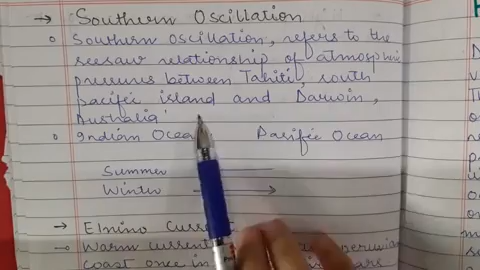 → Southern Oscillation
Southern Oscillation, refers to the
seesaw relationship of atmospheric
pressures between Tahiti, south
pacific island and Darwin,
Australia
Indian Ocean Pacific Ocean
Summer
Winter →
→ Elnino Current
→ Warm current
coast once in